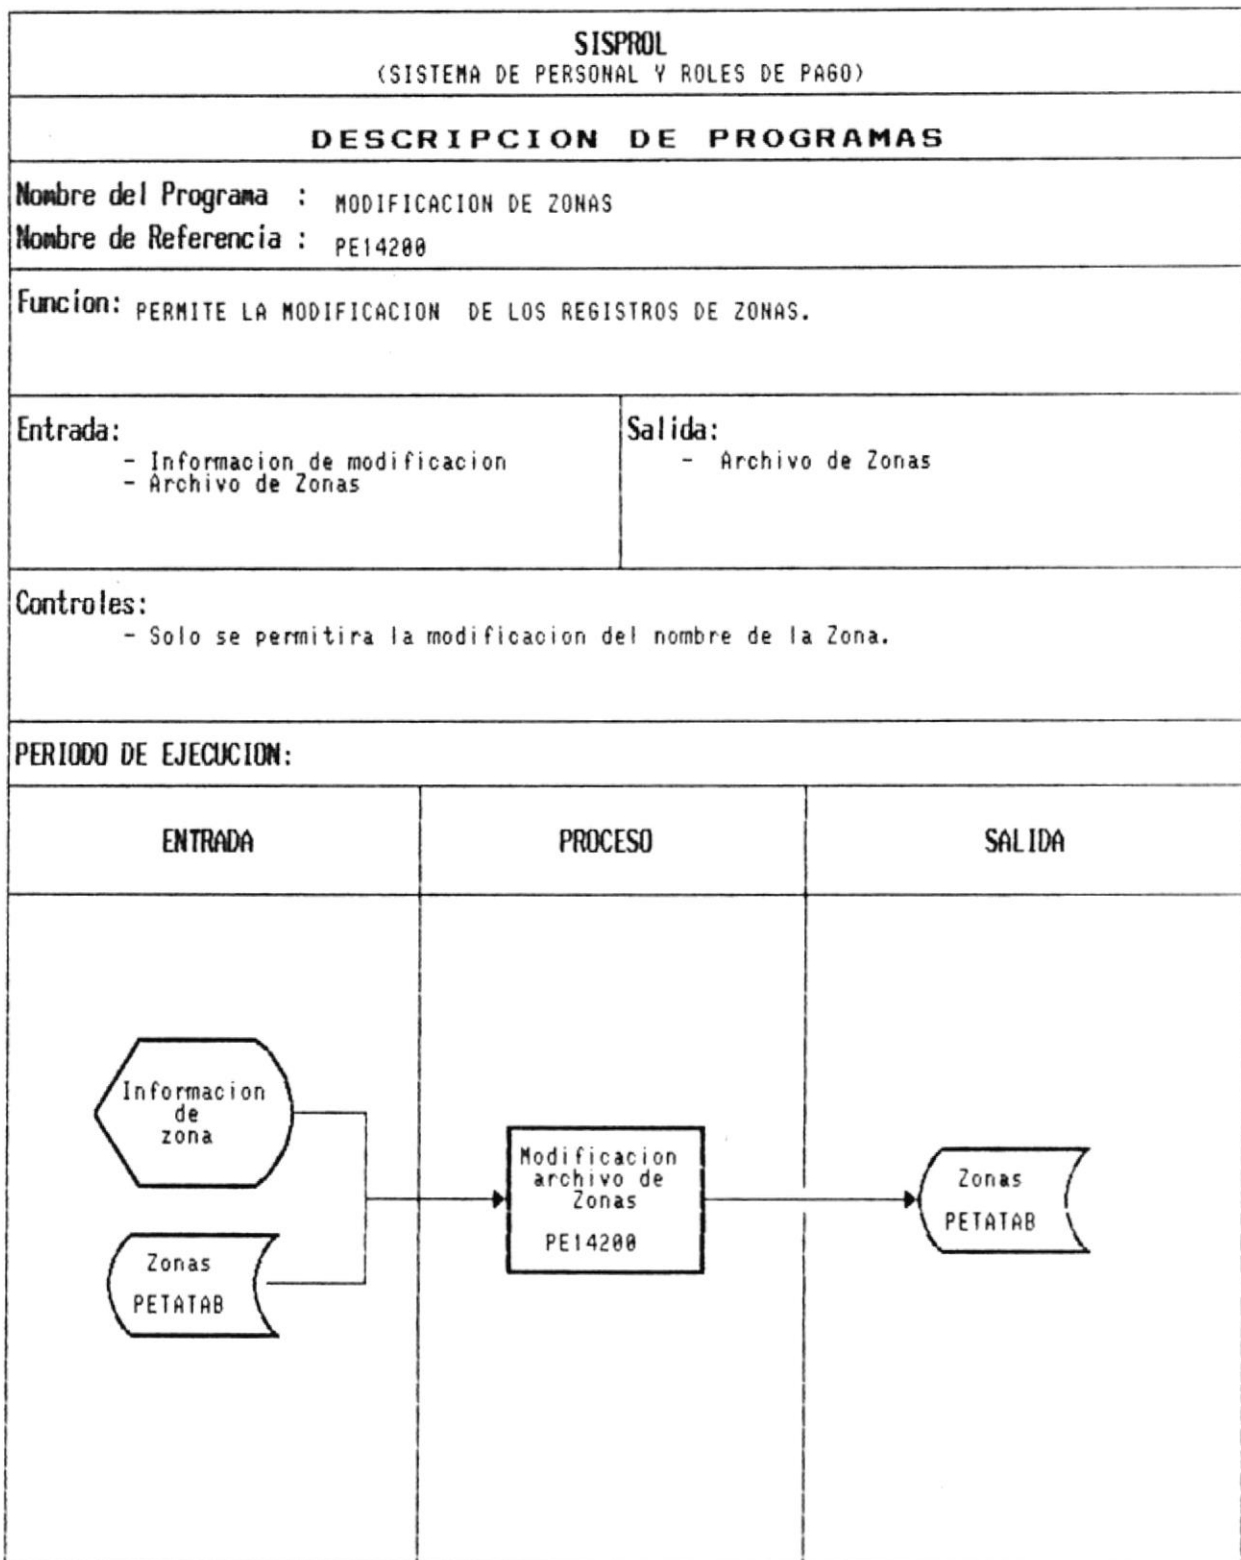 SISPROL
(SISTEMA DE PERSONAL Y ROLES DE PAGO)
DESCRIPCION DE PROGRAMAS
Nombre del Programa : MODIFICACION DE ZONAS
Nombre de Referencia : PE14200
Funcion: PERMITE LA MODIFICACION DE LOS REGISTROS DE ZONAS.
Entrada:
- Informacion de modificacion
- Archivo de Zonas
Salida:
- Archivo de Zonas
Controles:
- Solo se permitira la modificacion del nombre de la Zona.
PERIODO DE EJECUCION:
ENTRADA
PROCESO
SALIDA
Informacion
de
zona
Zonas
PETATAB
Modificacion
archivo de
Zonas
PE14200
Zonas
PETATAB